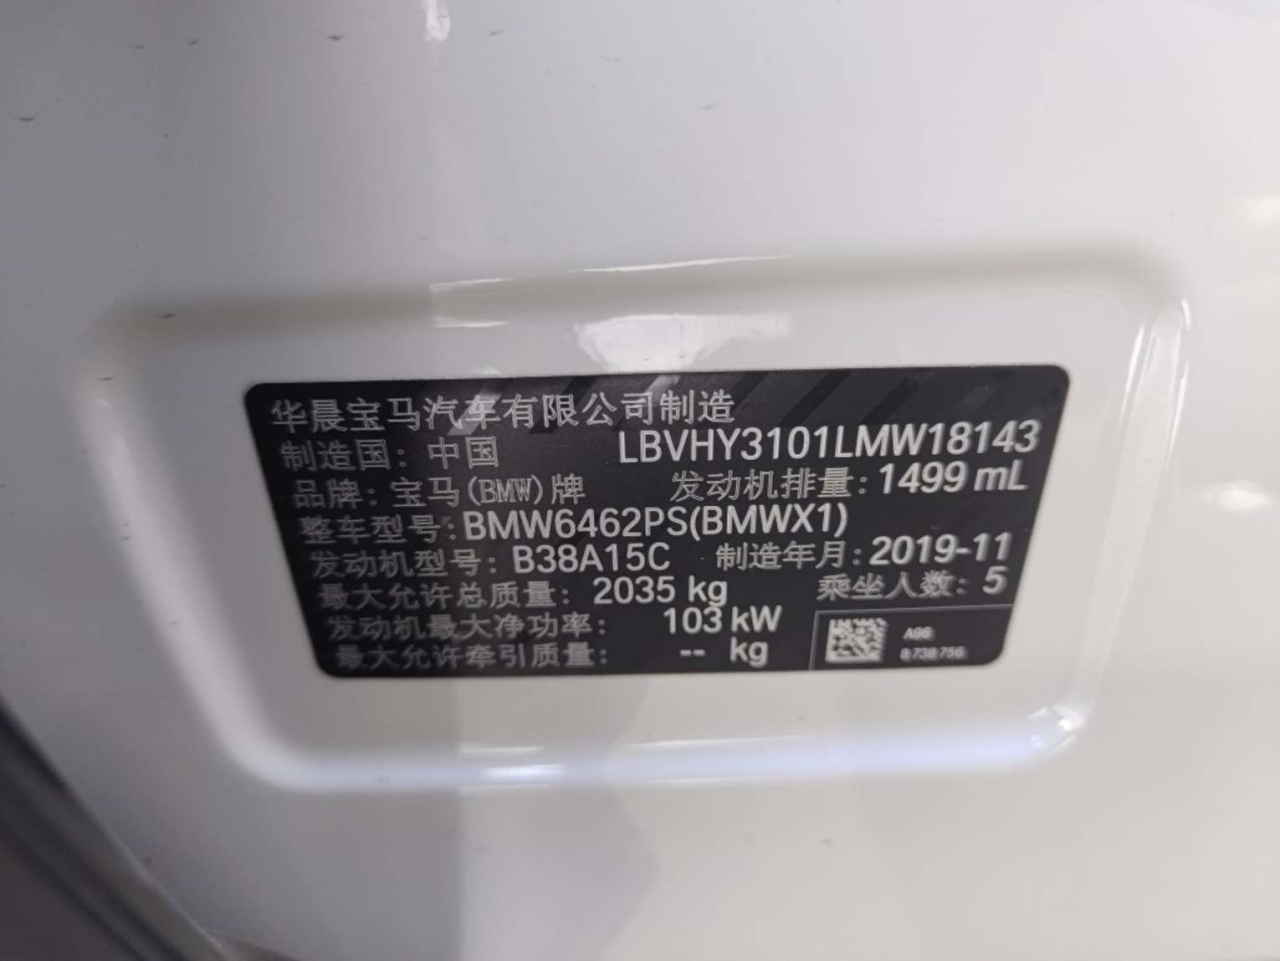 华晨宝马汽车有限公司制造
制造国：中国 LBVHY3101LMW18143
品牌：宝马(BMW)牌 发动机排量：1499 mL
整车型号：BMW6462PS(BMWX1)
发动机型号：B38A15C 制造年月：2019-11
最大允许总质量：2035 kg 乘坐人数：5
发动机最大净功率：103 kW
最大允许牵引质量：-- kg
A96
8 738 756